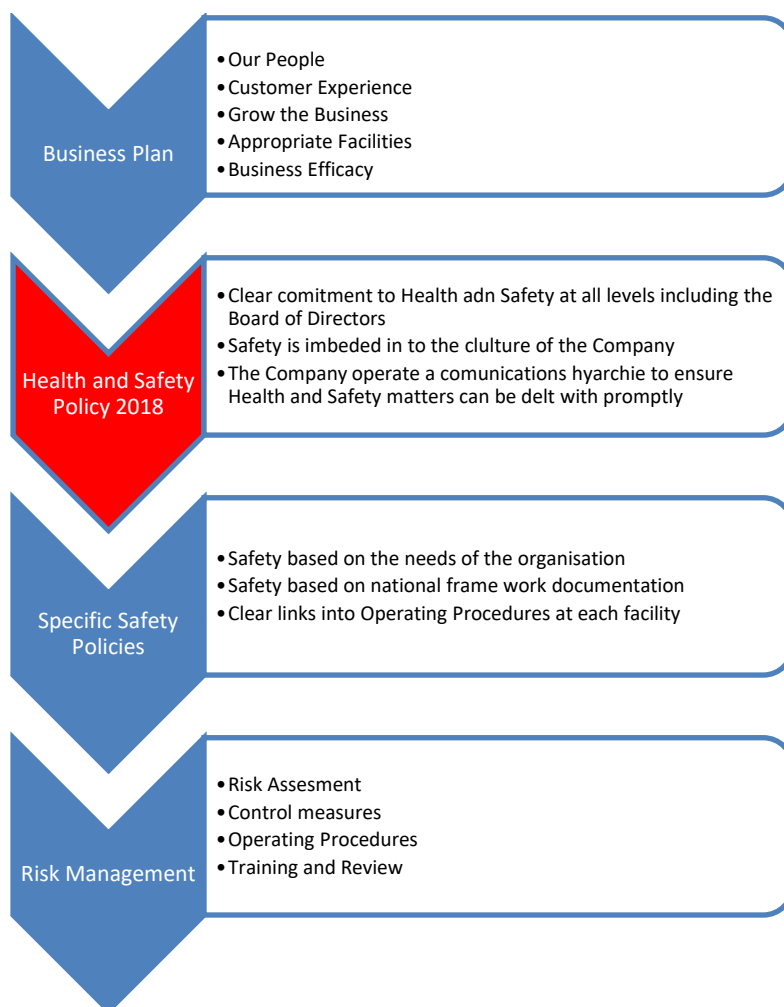 Business Plan
•Our People
•Customer Experience
•Grow the Business
•Appropriate Facilities
•Business Efficacy
Health and Safety
Policy 2018
•Clear comitment to Health adn Safety at all levels including the
Board of Directors
•Safety is imbeded in to the clulture of the Company
•The Company operate a comunications hyarchie to ensure
Health and Safety matters can be delt with promptly
Specific Safety
Policies
•Safety based on the needs of the organisation
•Safety based on national frame work documentation
•Clear links into Operating Procedures at each facility
Risk Management
•Risk Assesment
•Control measures
•Operating Procedures
•Training and Review